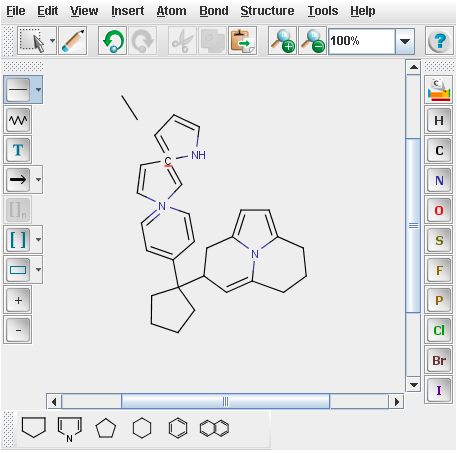 File Edit View Insert Atom Bond Structure Tools Help
100%
?
C
H
T
C
N
[ ]n
O
[ ]
S
F
+
P
-
Cl
Br
I
NH
C
N
N
N